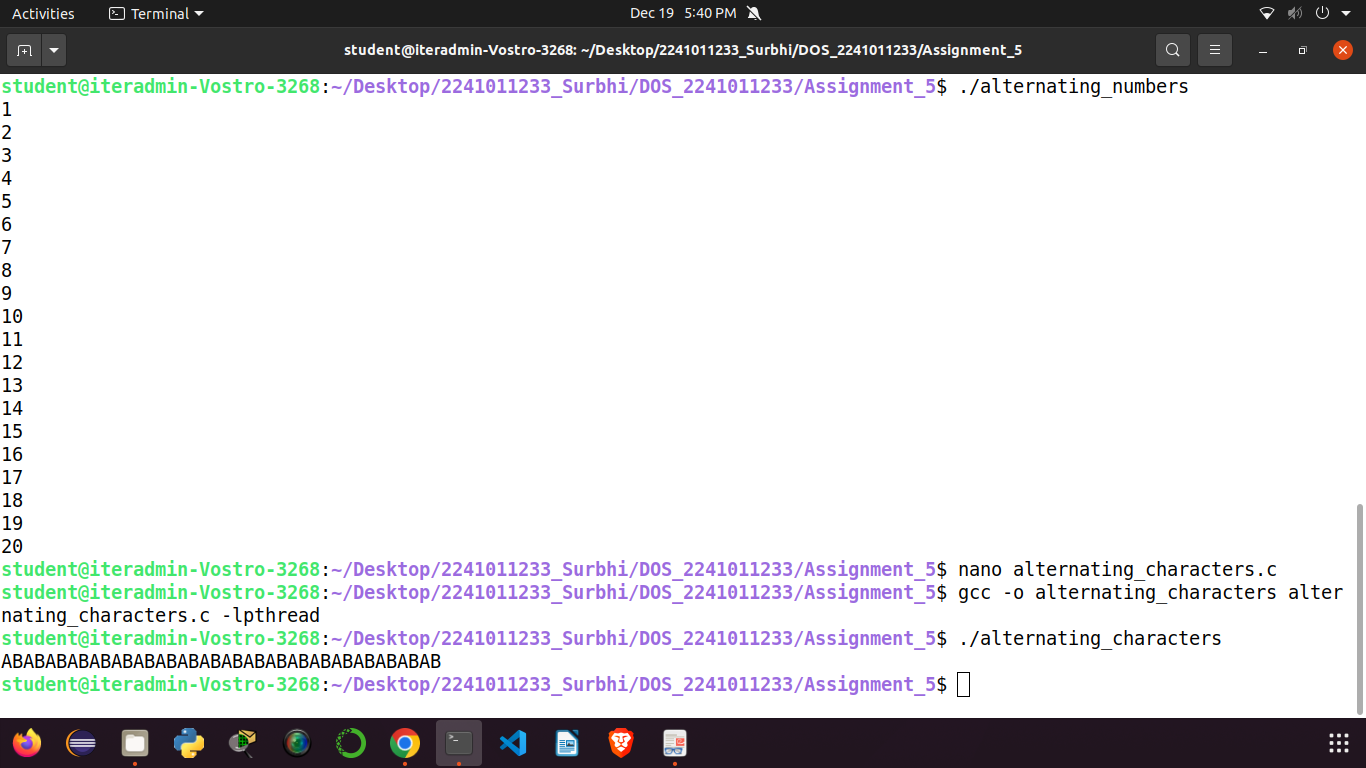 Activities Terminal Dec 19 5:40 PM
student@iteradmin-Vostro-3268: ~/Desktop/2241011233_Surbhi/DOS_2241011233/Assignment_5
student@iteradmin-Vostro-3268:~/Desktop/2241011233_Surbhi/DOS_2241011233/Assignment_5$ ./alternating_numbers
1
2
3
4
5
6
7
8
9
10
11
12
13
14
15
16
17
18
19
20
student@iteradmin-Vostro-3268:~/Desktop/2241011233_Surbhi/DOS_2241011233/Assignment_5$ nano alternating_characters.c
student@iteradmin-Vostro-3268:~/Desktop/2241011233_Surbhi/DOS_2241011233/Assignment_5$ gcc -o alternating_characters alter
nating_characters.c -lpthread
student@iteradmin-Vostro-3268:~/Desktop/2241011233_Surbhi/DOS_2241011233/Assignment_5$ ./alternating_characters
ABABABABABABABABABABABABABABABABABABABAB
student@iteradmin-Vostro-3268:~/Desktop/2241011233_Surbhi/DOS_2241011233/Assignment_5$